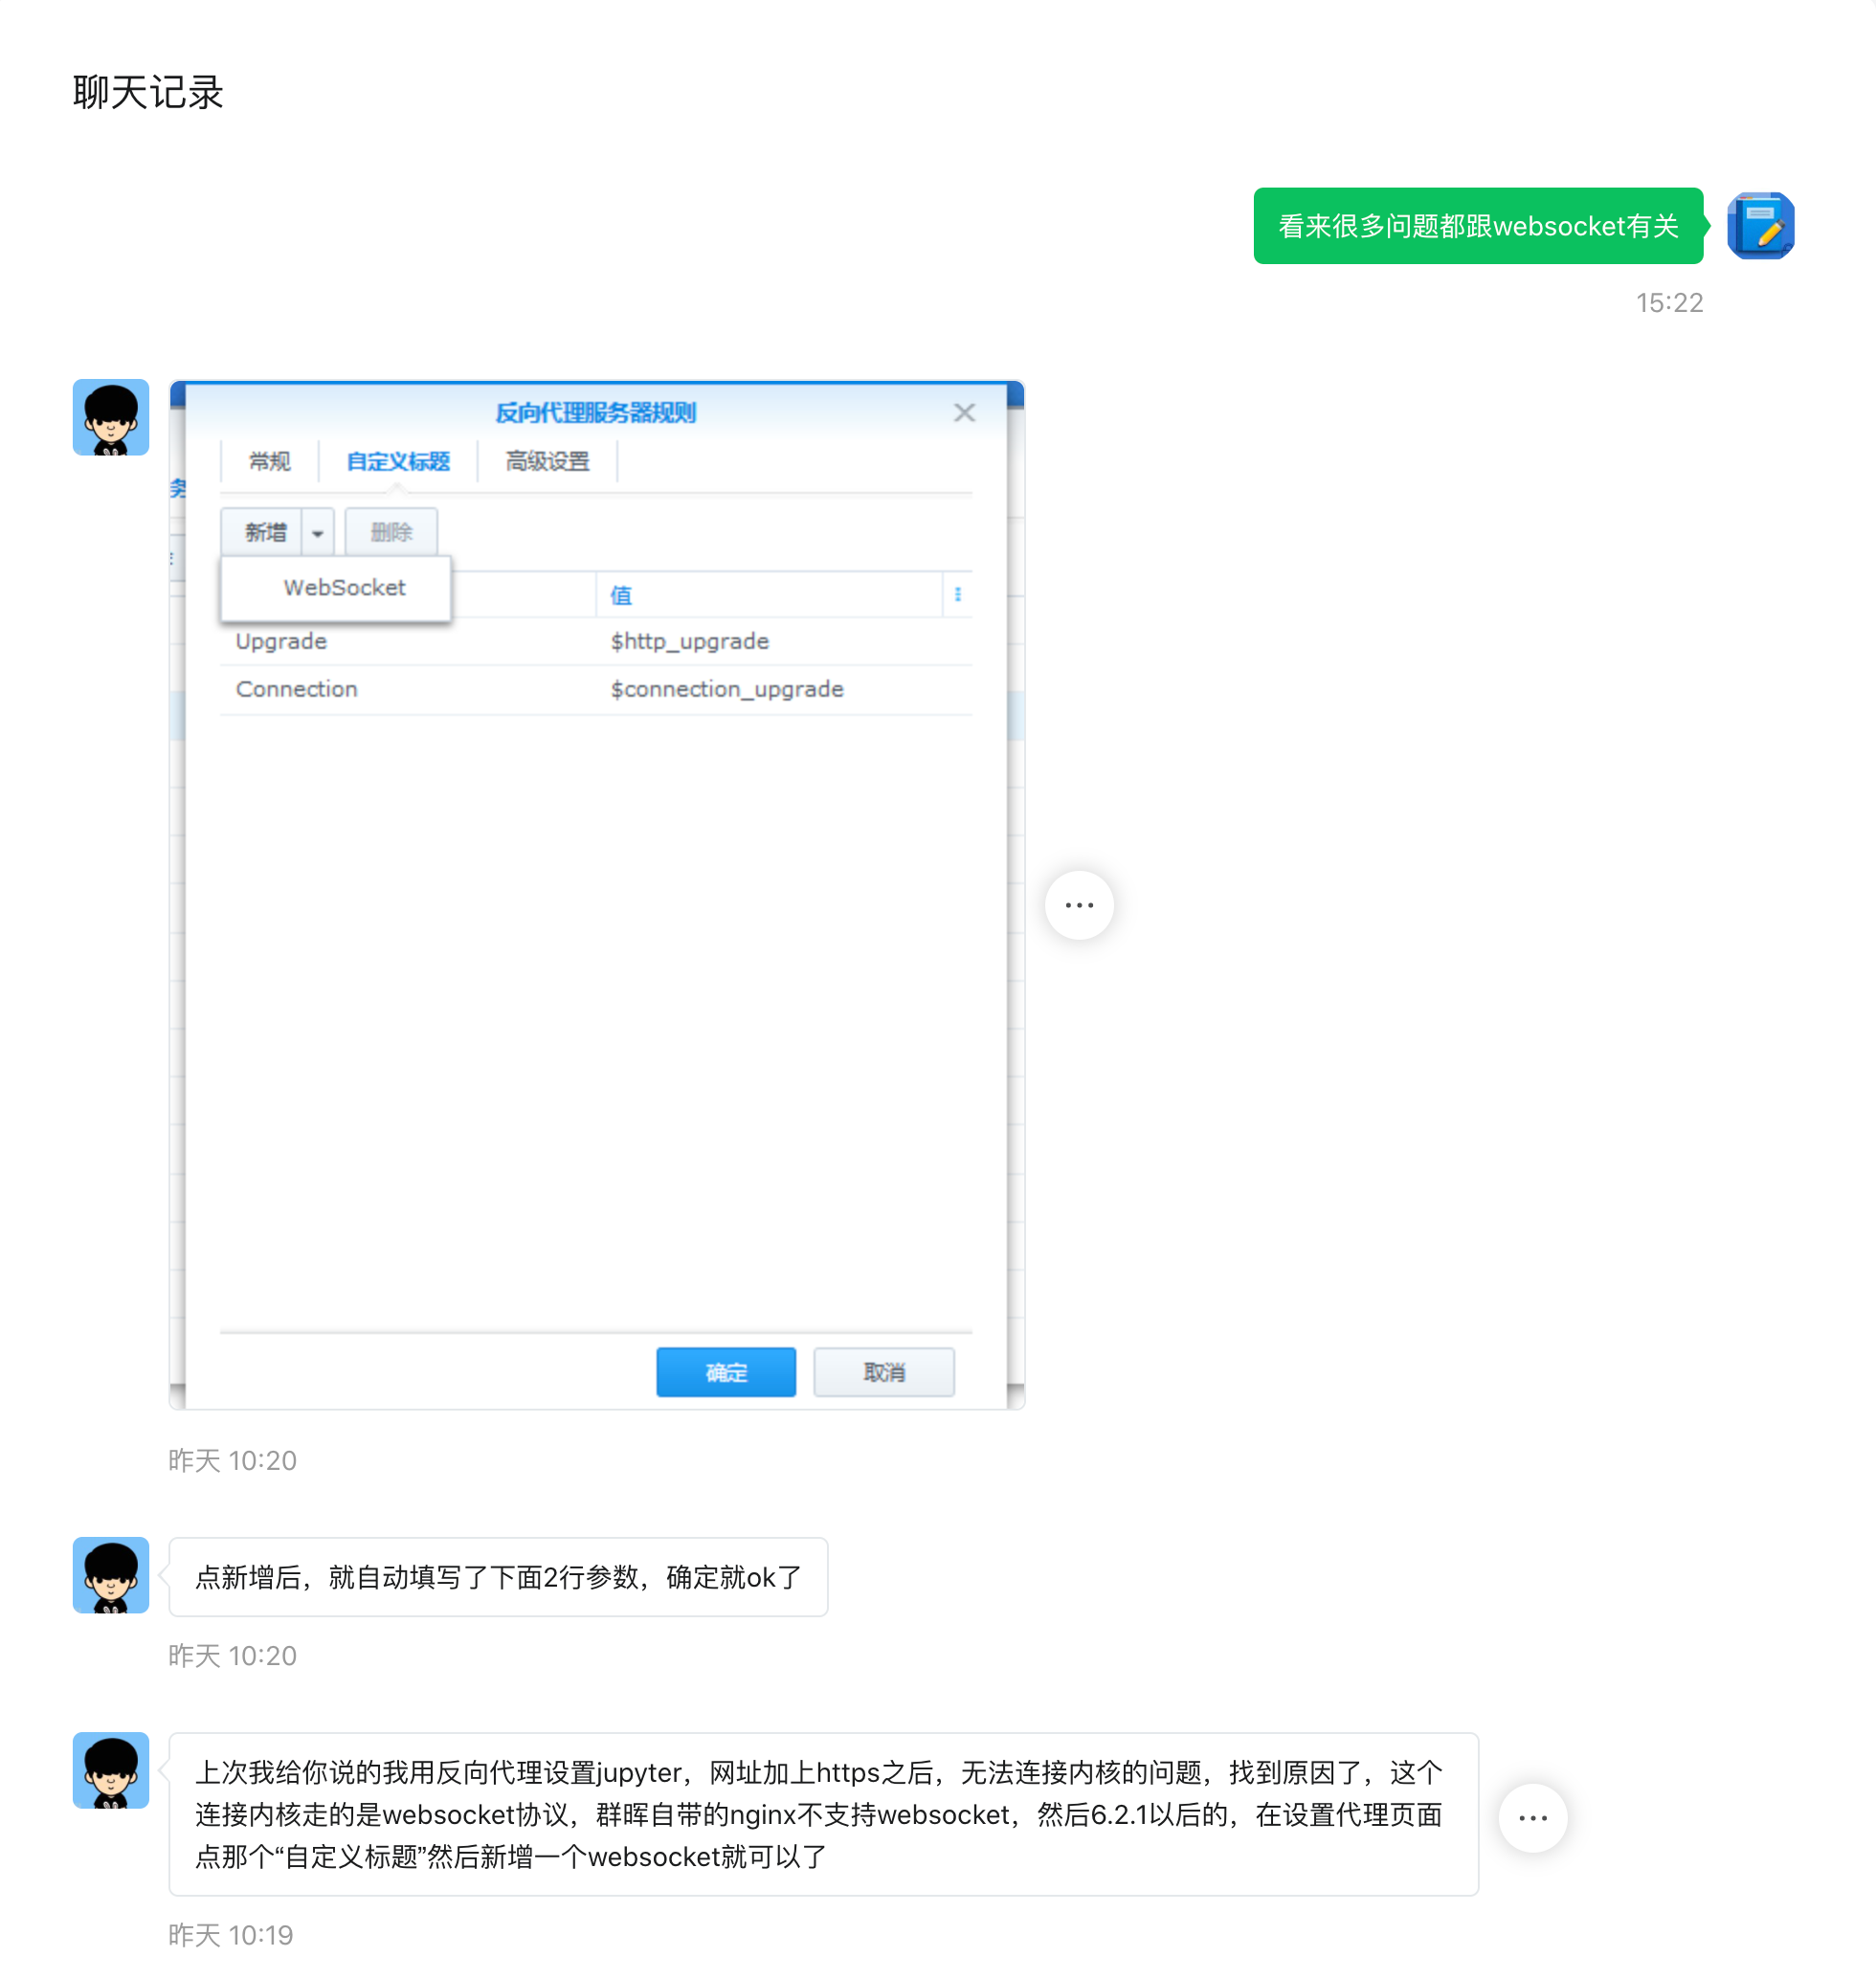 聊天记录
看来很多问题都跟websocket有关
15:22
反向代理服务器规则
常规 自定义标题 高级设置
务
新增 删除
WebSocket
值
Upgrade $http_upgrade
Connection $connection_upgrade
确定 取消
昨天 10:20
点新增后，就自动填写了下面2行参数，确定就ok了
昨天 10:20
上次我给你说的我用反向代理设置jupyter，网址加上https之后，无法连接内核的问题，找到原因了，这个
连接内核走的是websocket协议，群晖自带的nginx不支持websocket，然后6.2.1以后的，在设置代理页面
点那个“自定义标题”然后新增一个websocket就可以了
昨天 10:19